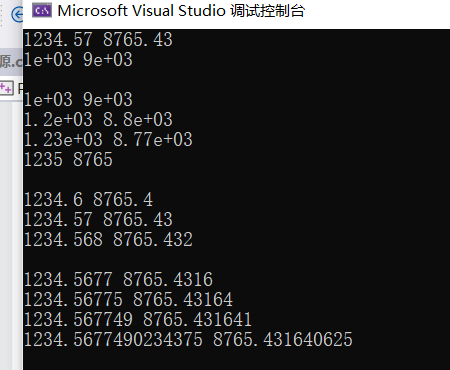 Microsoft Visual Studio 调试控制台
源.c
1234.57 8765.43
1e+03 9e+03
1e+03 9e+03
1.2e+03 8.8e+03
1.23e+03 8.77e+03
1235 8765
1234.6 8765.4
1234.57 8765.43
1234.568 8765.432
1234.5677 8765.4316
1234.56775 8765.43164
1234.567749 8765.431641
1234.5677490234375 8765.431640625